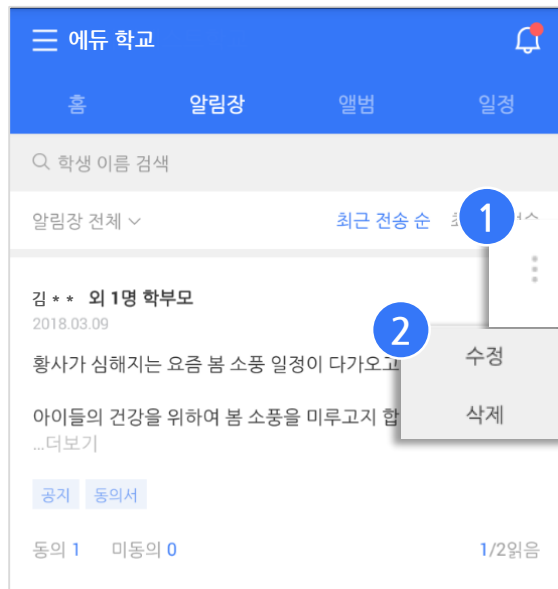 에듀 학교
홈 알림장 앨범 일정
학생 이름 검색
알림장 전체 최근 전송 순
1
김 * * 외 1명 학부모
2018.03.09
2
황사가 심해지는 요즘 봄 소풍 일정이 다가오고
수정
아이들의 건강을 위하여 봄 소풍을 미루고지 합
삭제
...더보기
공지 동의서
동의 1 미동의 0 1/2읽음